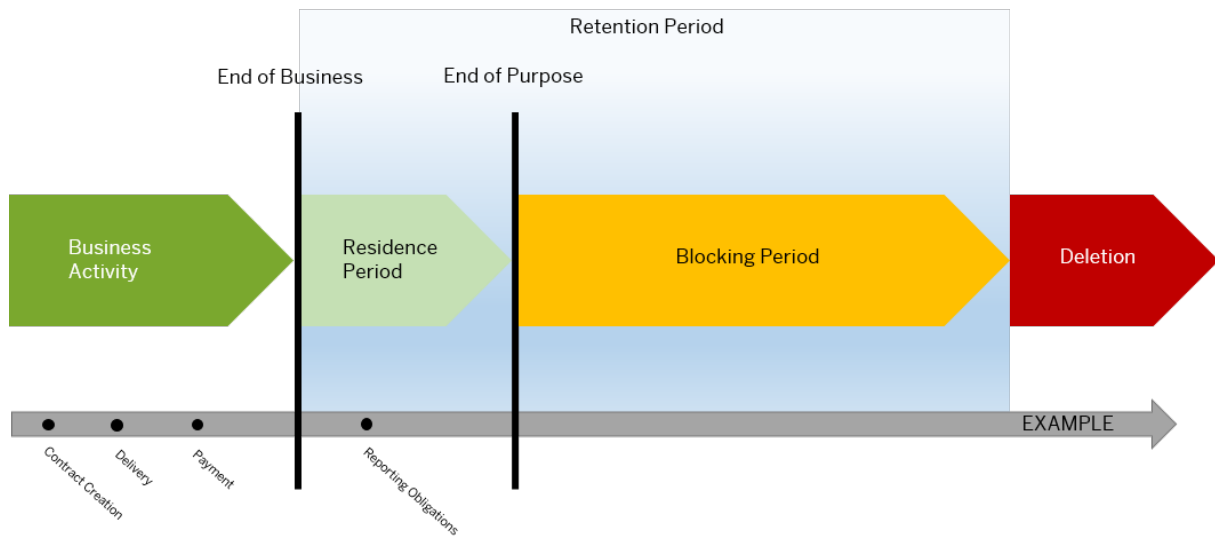 Retention Period
End of Business
End of Purpose
Business
Activity
Residence
Period
Blocking Period
Deletion
EXAMPLE
Contract Creation
Delivery
Payment
Reporting Obligations